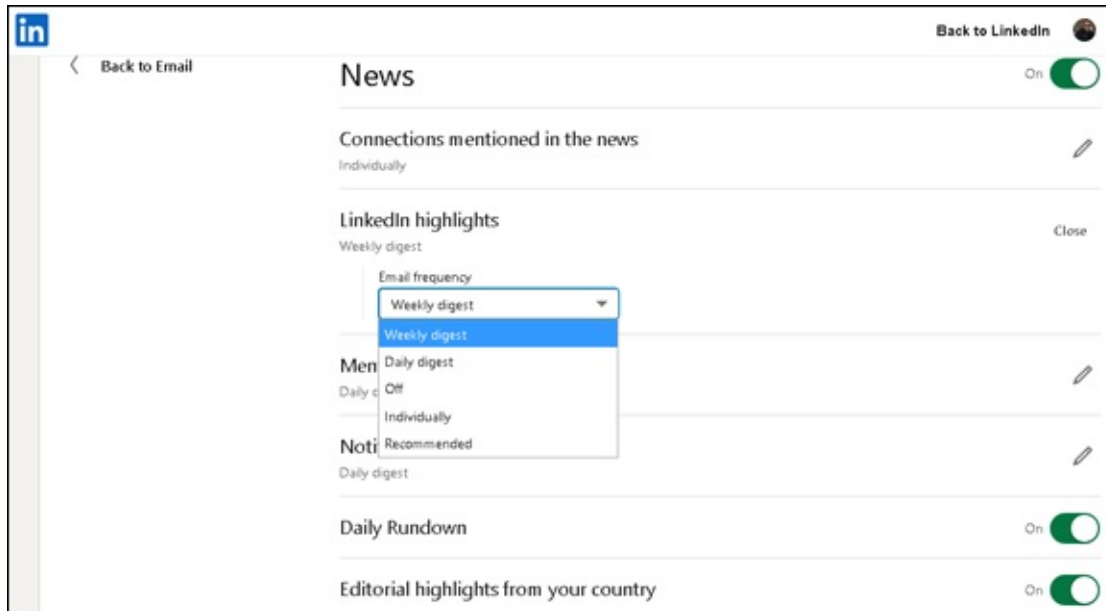 in
Back to LinkedIn
Back to Email
News
On
Connections mentioned in the news
Individually
LinkedIn highlights
Close
Weekly digest
Email frequency
Weekly digest
Weekly digest
Daily digest
Off
Individually
Recommended
Men
Daily
Noti
Daily digest
Daily Rundown
On
Editorial highlights from your country
On